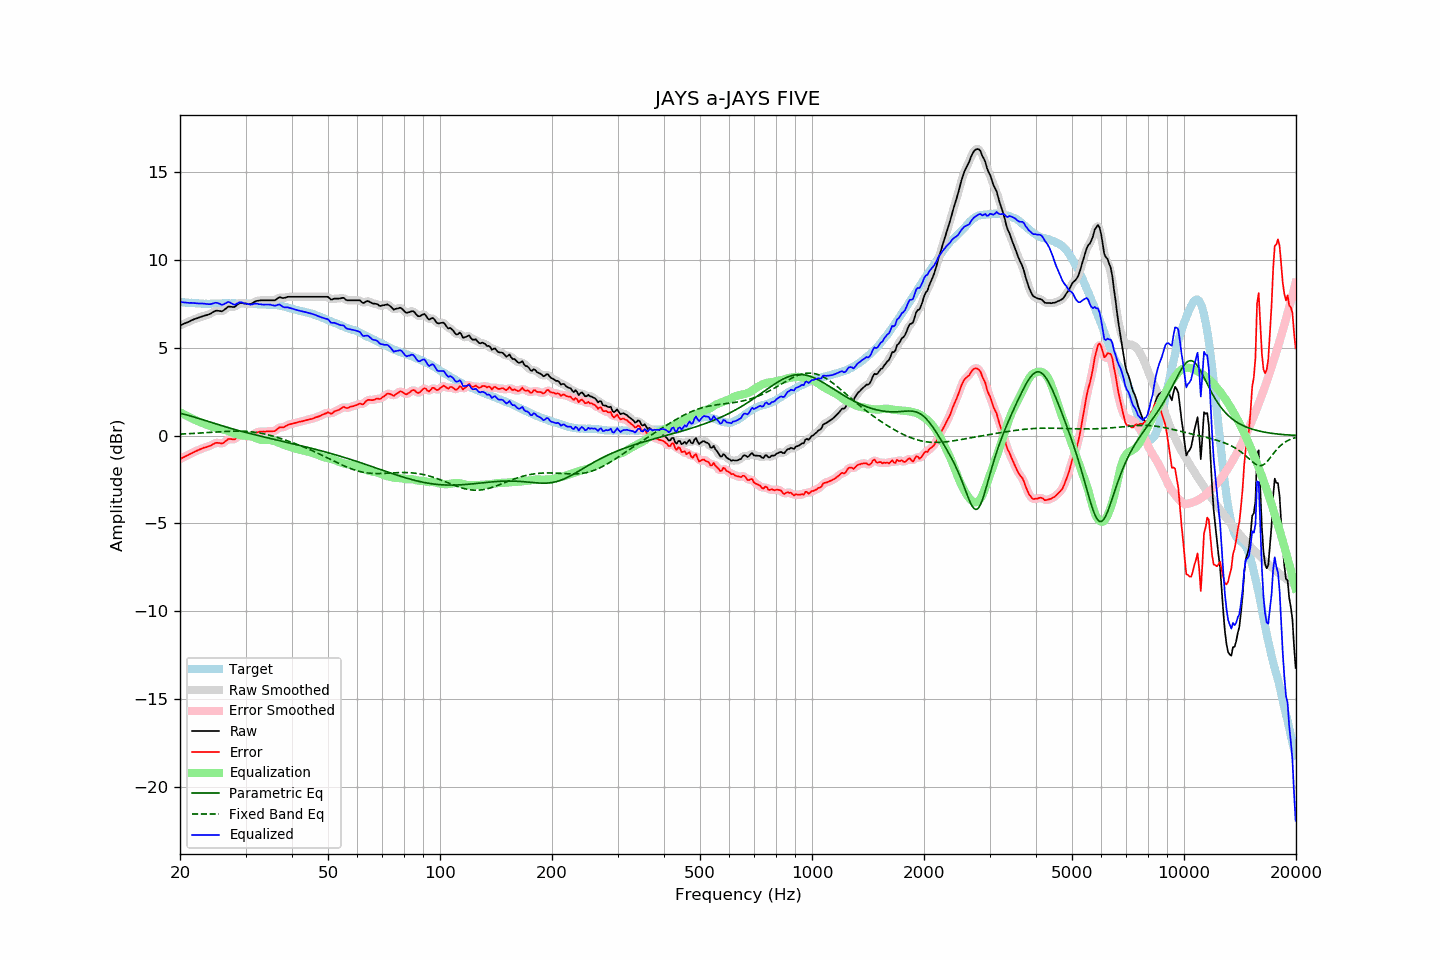 JAYS a-JAYS FIVE
Amplitude (dBr)
15
10
5
0
−5
−10
−15
−20
Target
Raw Smoothed
Error Smoothed
Raw
Error
Equalization
Parametric Eq
Fixed Band Eq
Equalized
20 50 100 200 500 1000 2000 5000 10000 20000
Frequency (Hz)